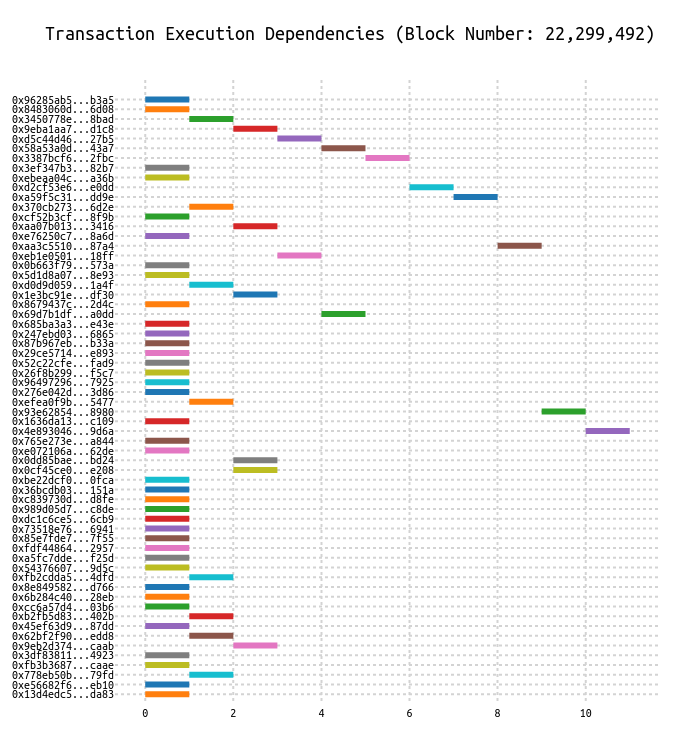 Transaction Execution Dependencies (Block Number: 22,299,492)
0x96285ab5...b3a5
0x8483060d...6d08
0x3450778e...8bad
0x9eba1aa7...d1c8
0xd5c44d46...27b5
0x58a53a0d...43a7
0x3387bcf6...2fbc
0x3ef347b3...82b7
0xebeaa04c...a36b
0xd2cf53e6...e0dd
0xa59f5c31...dd9e
0x370cb273...6d2e
0xcf52b3cf...8f9b
0xaa07b013...3416
0xe76250c7...8a6d
0xaa3c5510...87a4
0xeb1e0501...18ff
0x0b663f79...573a
0x5d1d8a07...8e93
0xd0d9d059...1a4f
0x1e3bc91e...df30
0x8679437c...2d4c
0x69d7b1df...a0dd
0x685ba3a3...e43e
0x247ebd03...6865
0x87b967eb...b33a
0x29ce5714...e893
0x52c22cfe...fad9
0x26f8b299...f5c7
0x96497296...7925
0x276e042d...3d86
0xefea0f9b...5477
0x93e62854...8980
0x1636da13...c109
0x4e893046...9d6a
0x765e273e...a844
0xe072106a...62de
0x0dd85bae...bd24
0x0cf45ce0...e208
0xbe22dcf0...0fca
0x36bcdb03...151a
0xc839730d...d8fe
0x989d05d7...c8de
0xdc1c6ce5...6cb9
0x73518e76...6941
0x85e7fde7...7f55
0xfdf44864...2957
0xa5fc7dde...f25d
0x54376607...9d5c
0xfb2cdda5...4dfd
0x8e849582...d766
0x6b284c40...28eb
0xcc6a57d4...03b6
0xb2fb5d83...402b
0x45ef63d9...87dd
0x62bf2f90...edd8
0x9eb2d374...caab
0x3df83811...4923
0xfb3b3687...caae
0x778eb50b...79fd
0xe56682f6...eb10
0x13d4edc5...da83
0 2 4 6 8 10